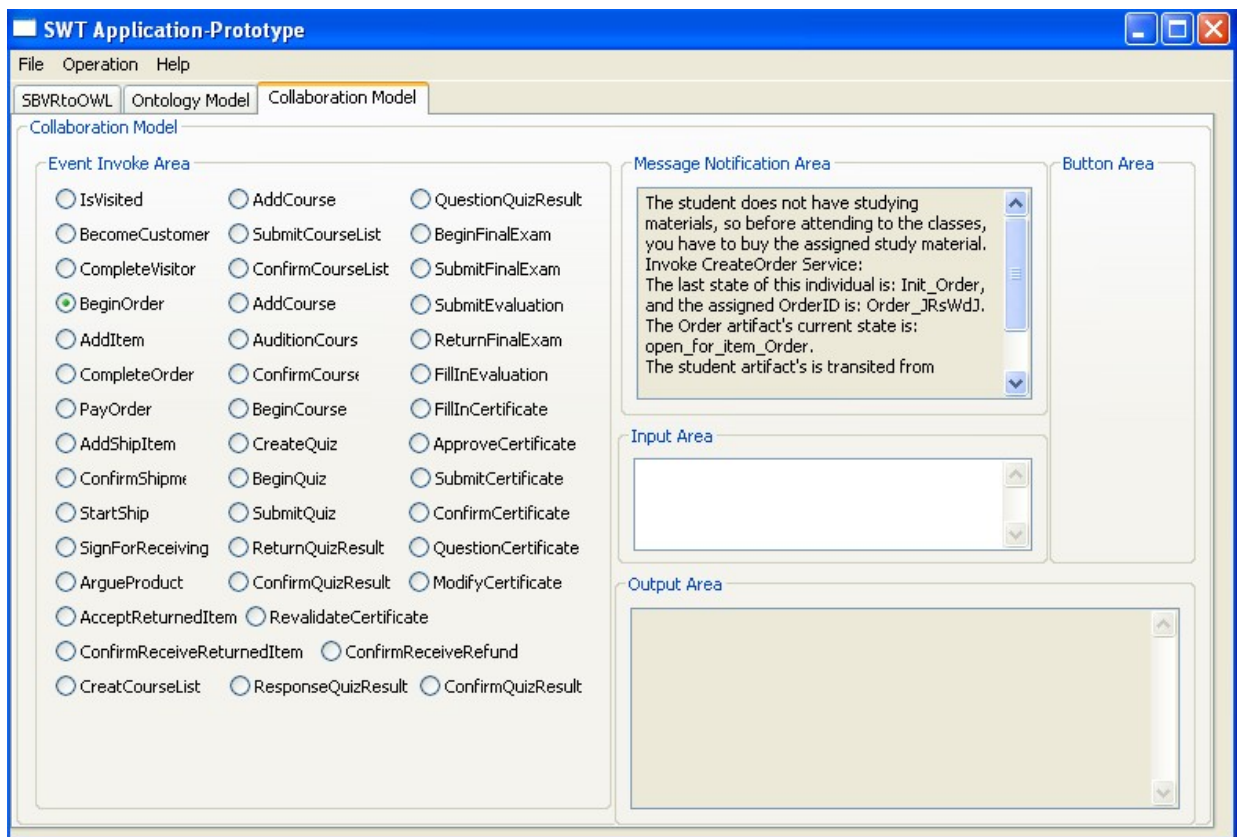 SWT Application-Prototype
File Operation Help
SBVRtoOWL Ontology Model Collaboration Model
Collaboration Model
Event Invoke Area
IsVisited AddCourse QuestionQuizResult
BecomeCustomer SubmitCourseList BeginFinalExam
CompleteVisitor ConfirmCourseList SubmitFinalExam
BeginOrder AddCourse SubmitEvaluation
AddItem AuditionCours ReturnFinalExam
CompleteOrder ConfirmCourse FillInEvaluation
PayOrder BeginCourse FillInCertificate
AddShipItem CreateQuiz ApproveCertificate
ConfirmShipme BeginQuiz SubmitCertificate
StartShip SubmitQuiz ConfirmCertificate
SignForReceiving ReturnQuizResult QuestionCertificate
ArgueProduct ConfirmQuizResult ModifyCertificate
AcceptReturnedItem RevalidateCertificate
ConfirmReceiveReturnedItem ConfirmReceiveRefund
CreatCourseList ResponseQuizResult ConfirmQuizResult
Message Notification Area
The student does not have studying
materials, so before attending to the classes,
you have to buy the assigned study material.
Invoke CreateOrder Service:
The last state of this individual is: Init_Order,
and the assigned OrderID is: Order_JRsWdJ.
The Order artifact's current state is:
open_for_item_Order.
The student artifact's is transited from
Button Area
Input Area
Output Area